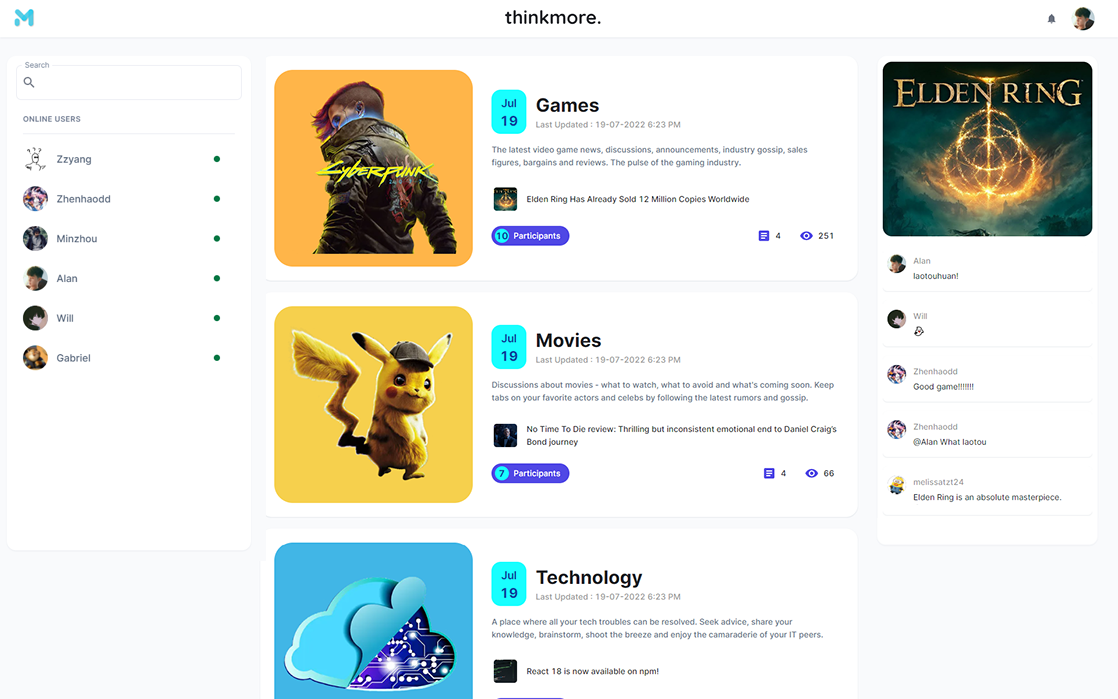 thinkmore.
Search
ONLINE USERS
Zzyang
Zhenhaodd
Minzhou
Alan
Will
Gabriel
CYBERPUNK
Jul
19
Games
Last Updated : 19-07-2022 6:23 PM
The latest video game news, discussions, announcements, industry gossip, sales
figures, bargains and reviews. The pulse of the gaming industry.
Elden Ring Has Already Sold 12 Million Copies Worldwide
10 Participants
4
251
Jul
19
Movies
Last Updated : 19-07-2022 6:23 PM
Discussions about movies - what to watch, what to avoid and what's coming soon. Keep
tabs on your favorite actors and celebs by following the latest rumors and gossip.
No Time To Die review: Thrilling but inconsistent emotional end to Daniel Craig's
Bond journey
7 Participants
4
66
Jul
19
Technology
Last Updated : 19-07-2022 6:23 PM
A place where all your tech troubles can be resolved. Seek advice, share your
knowledge, brainstorm, shoot the breeze and enjoy the camaraderie of your IT peers.
React 18 is now available on npm!
ELDEN RING
Alan
laotouhuan!
Will
Zhenhaodd
Good game!!!!!!!
Zhenhaodd
@Alan What laotou
melissatzt24
Elden Ring is an absolute masterpiece.